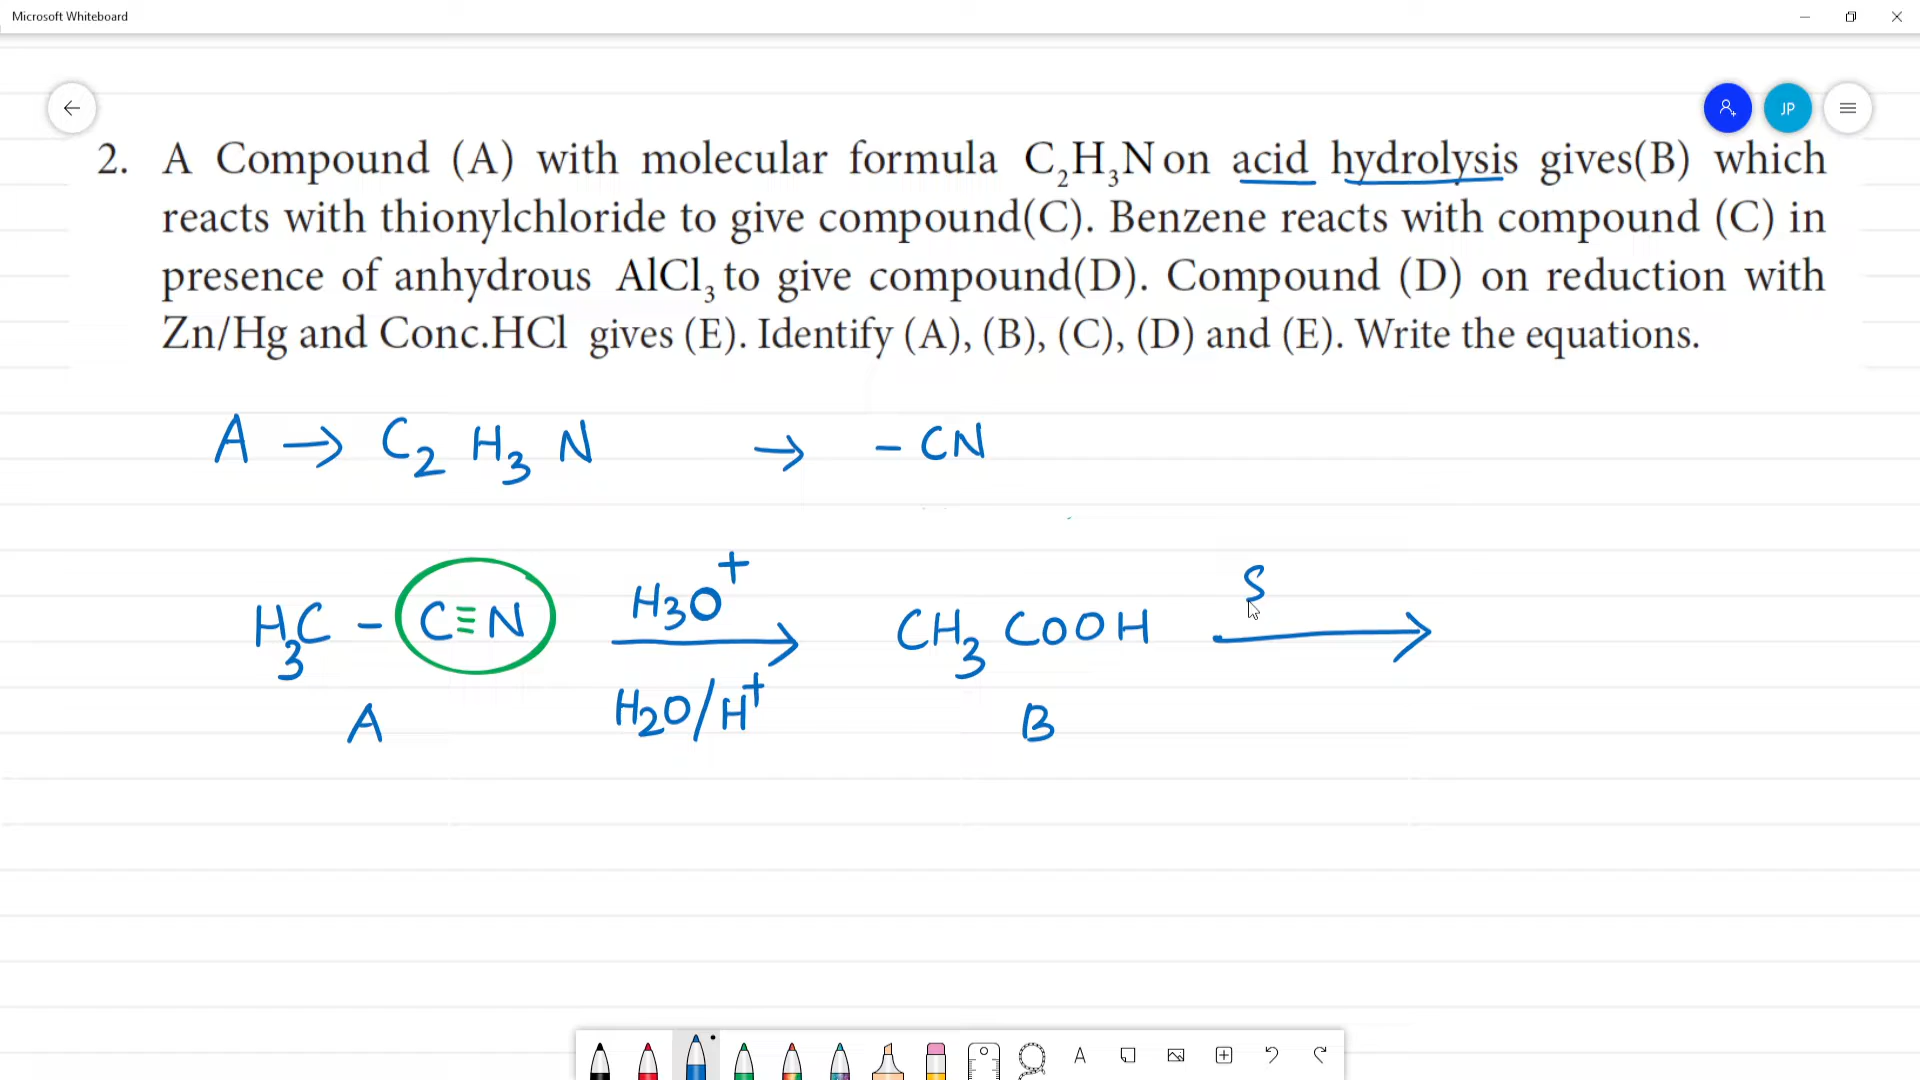 Microsoft Whiteboard
JP
2. A Compound (A) with molecular formula C₂H₃N on acid hydrolysis gives(B) which
reacts with thionylchloride to give compound(C). Benzene reacts with compound (C) in
presence of anhydrous AlCl₃ to give compound(D). Compound (D) on reduction with
Zn/Hg and Conc.HCl gives (E). Identify (A), (B), (C), (D) and (E). Write the equations.
A → C₂ H₃ N → – CN
H₃C – C≡N H₃O⁺ → CH₃ COOH S →
H₂O/H⁺
A B
A